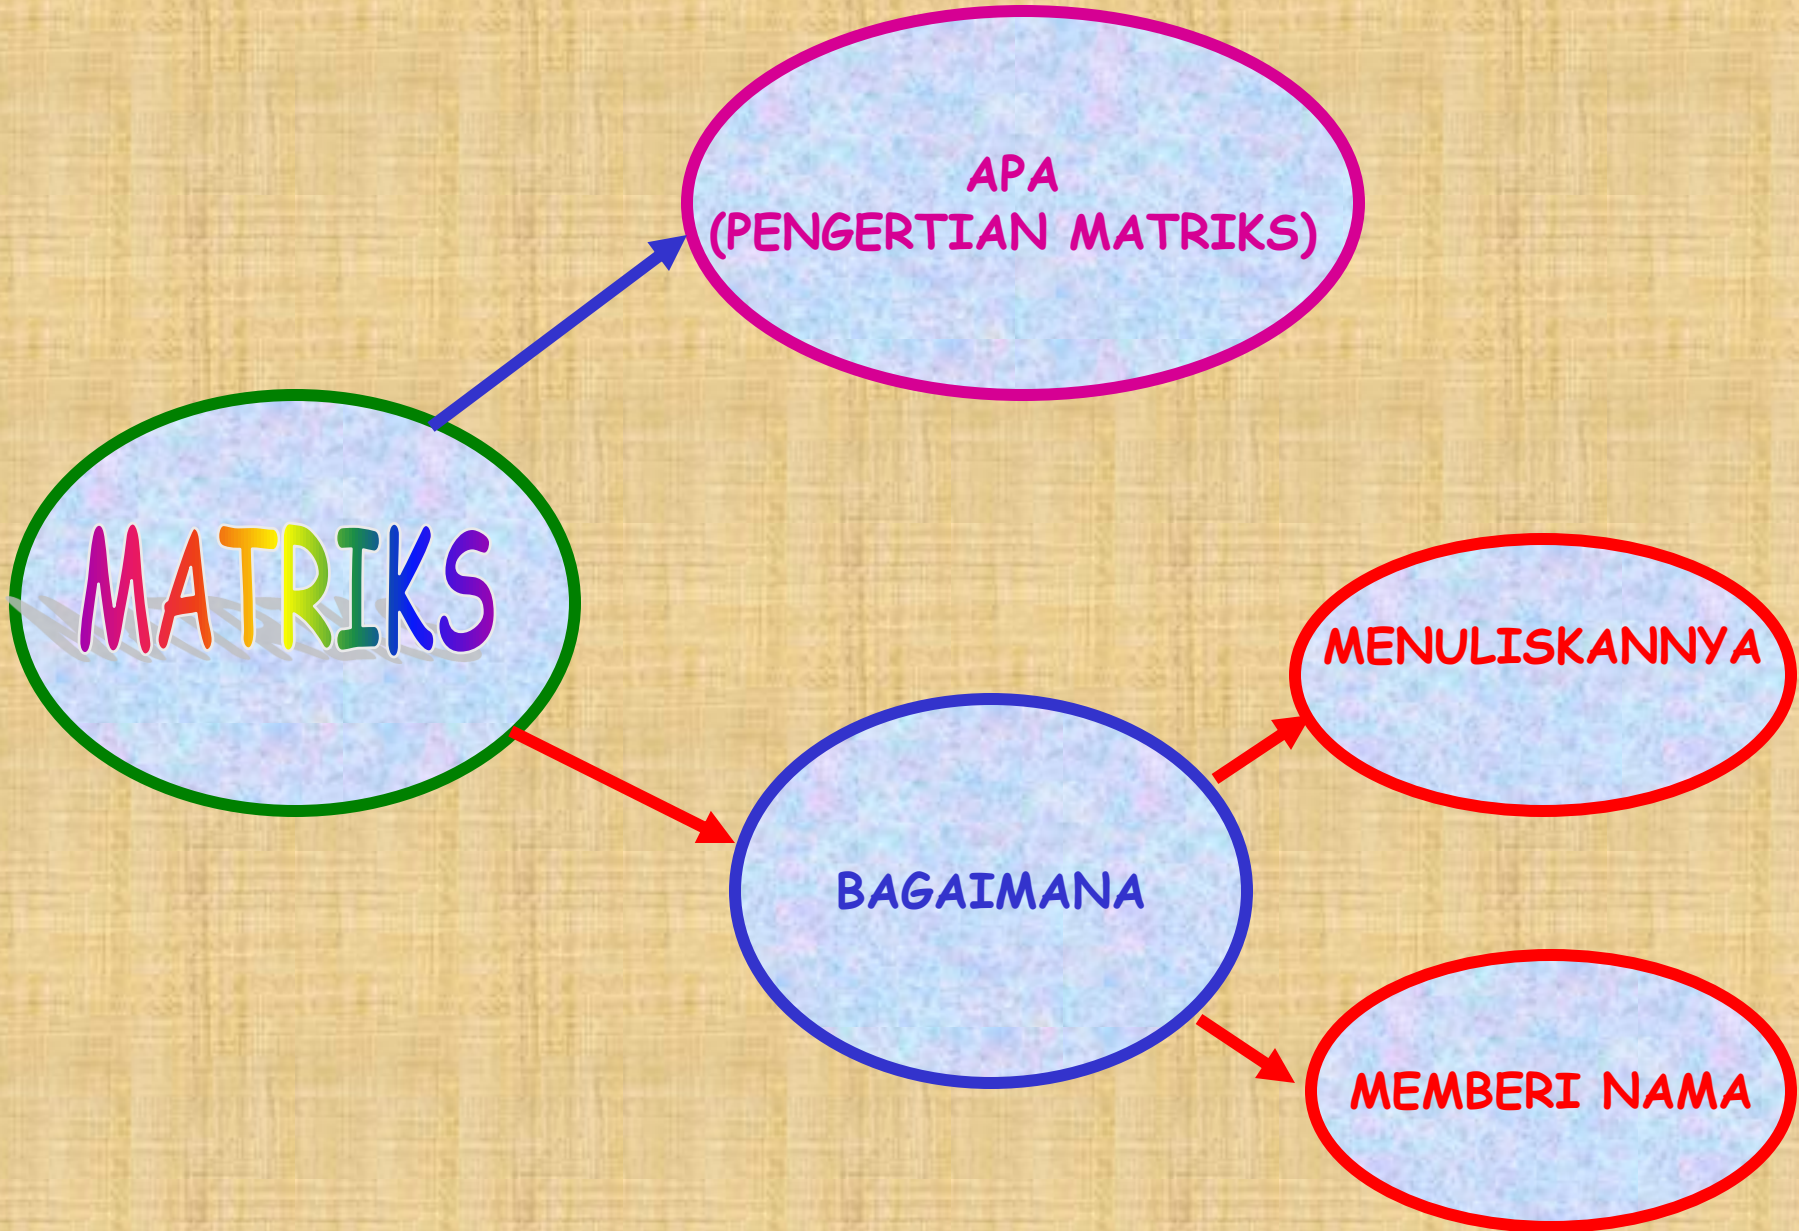 APA
(PENGERTIAN MATRIKS)
MATRIKS
MENULISKANNYA
BAGAIMANA
MEMBERI NAMA